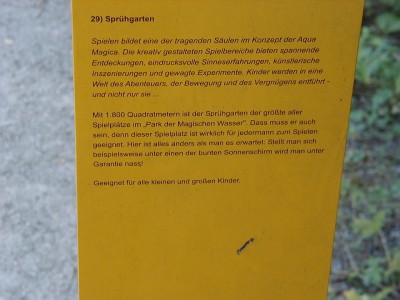 29) Sprühgarten
Spielen bildet eine der tragenden Säulen im Konzept der Aqua
Magica. Die kreativ gestalteten Spielbereiche bieten spannende
Entdeckungen, eindrucksvolle Sinneserfahrungen, künstlerische
Inszenierungen und gewagte Experimente. Kinder werden in eine
Welt des Abenteuers, der Bewegung und des Vergnügens entführt -
und nicht nur sie ...
Mit 1.800 Quadratmetern ist der Sprühgarten der größte aller
Spielplätze im „Park der Magischen Wasser". Dass muss er auch
sein, denn dieser Spielplatz ist wirklich für jedermann zum Spielen
geeignet. Hier ist alles anders als man es erwartet: Stellt man sich
beispielsweise unter einen der bunten Sonnenschirm wird man unter
Garantie nass!
Geeignet für alle kleinen und großen Kinder.